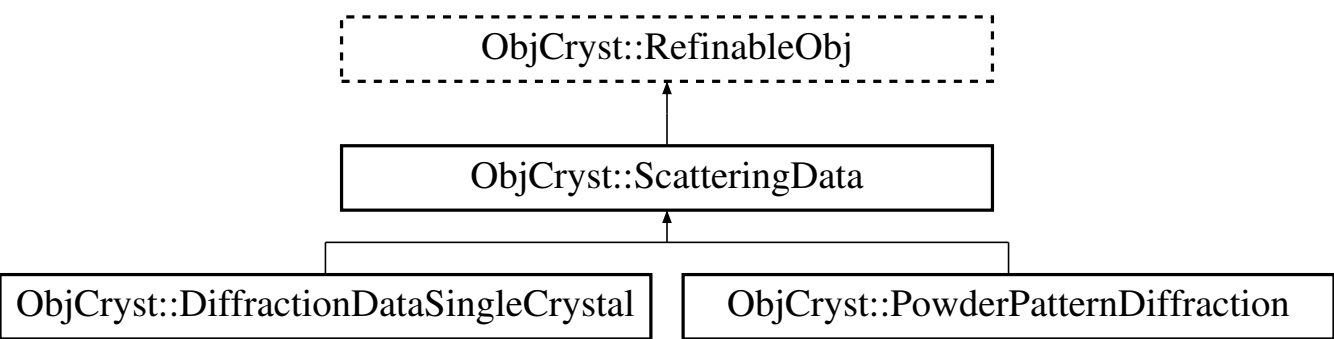 ObjCryst::RefinableObj
ObjCryst::ScatteringData
ObjCryst::DiffractionDataSingleCrystal
ObjCryst::PowderPatternDiffraction